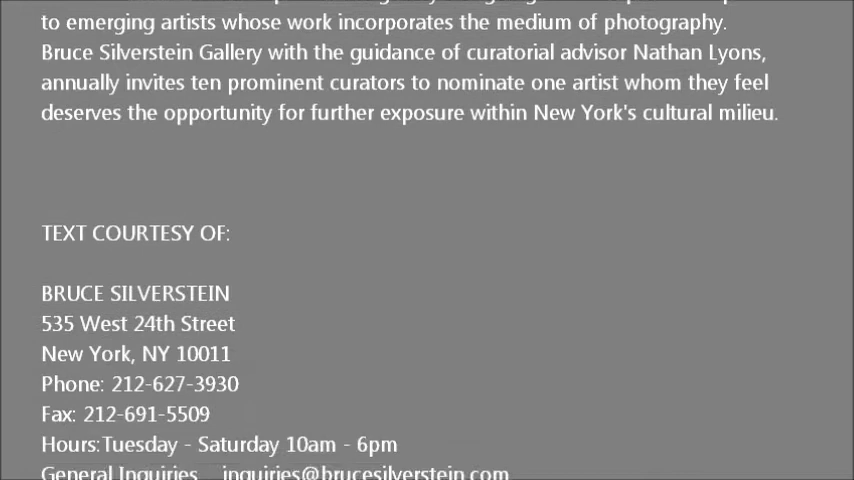 to emerging artists whose work incorporates the medium of photography.
Bruce Silverstein Gallery with the guidance of curatorial advisor Nathan Lyons,
annually invites ten prominent curators to nominate one artist whom they feel
deserves the opportunity for further exposure within New York's cultural milieu.
TEXT COURTESY OF:
BRUCE SILVERSTEIN
535 West 24th Street
New York, NY 10011
Phone: 212-627-3930
Fax: 212-691-5509
Hours:Tuesday - Saturday 10am - 6pm
General Inquiries inquiries@brucesilverstein.com